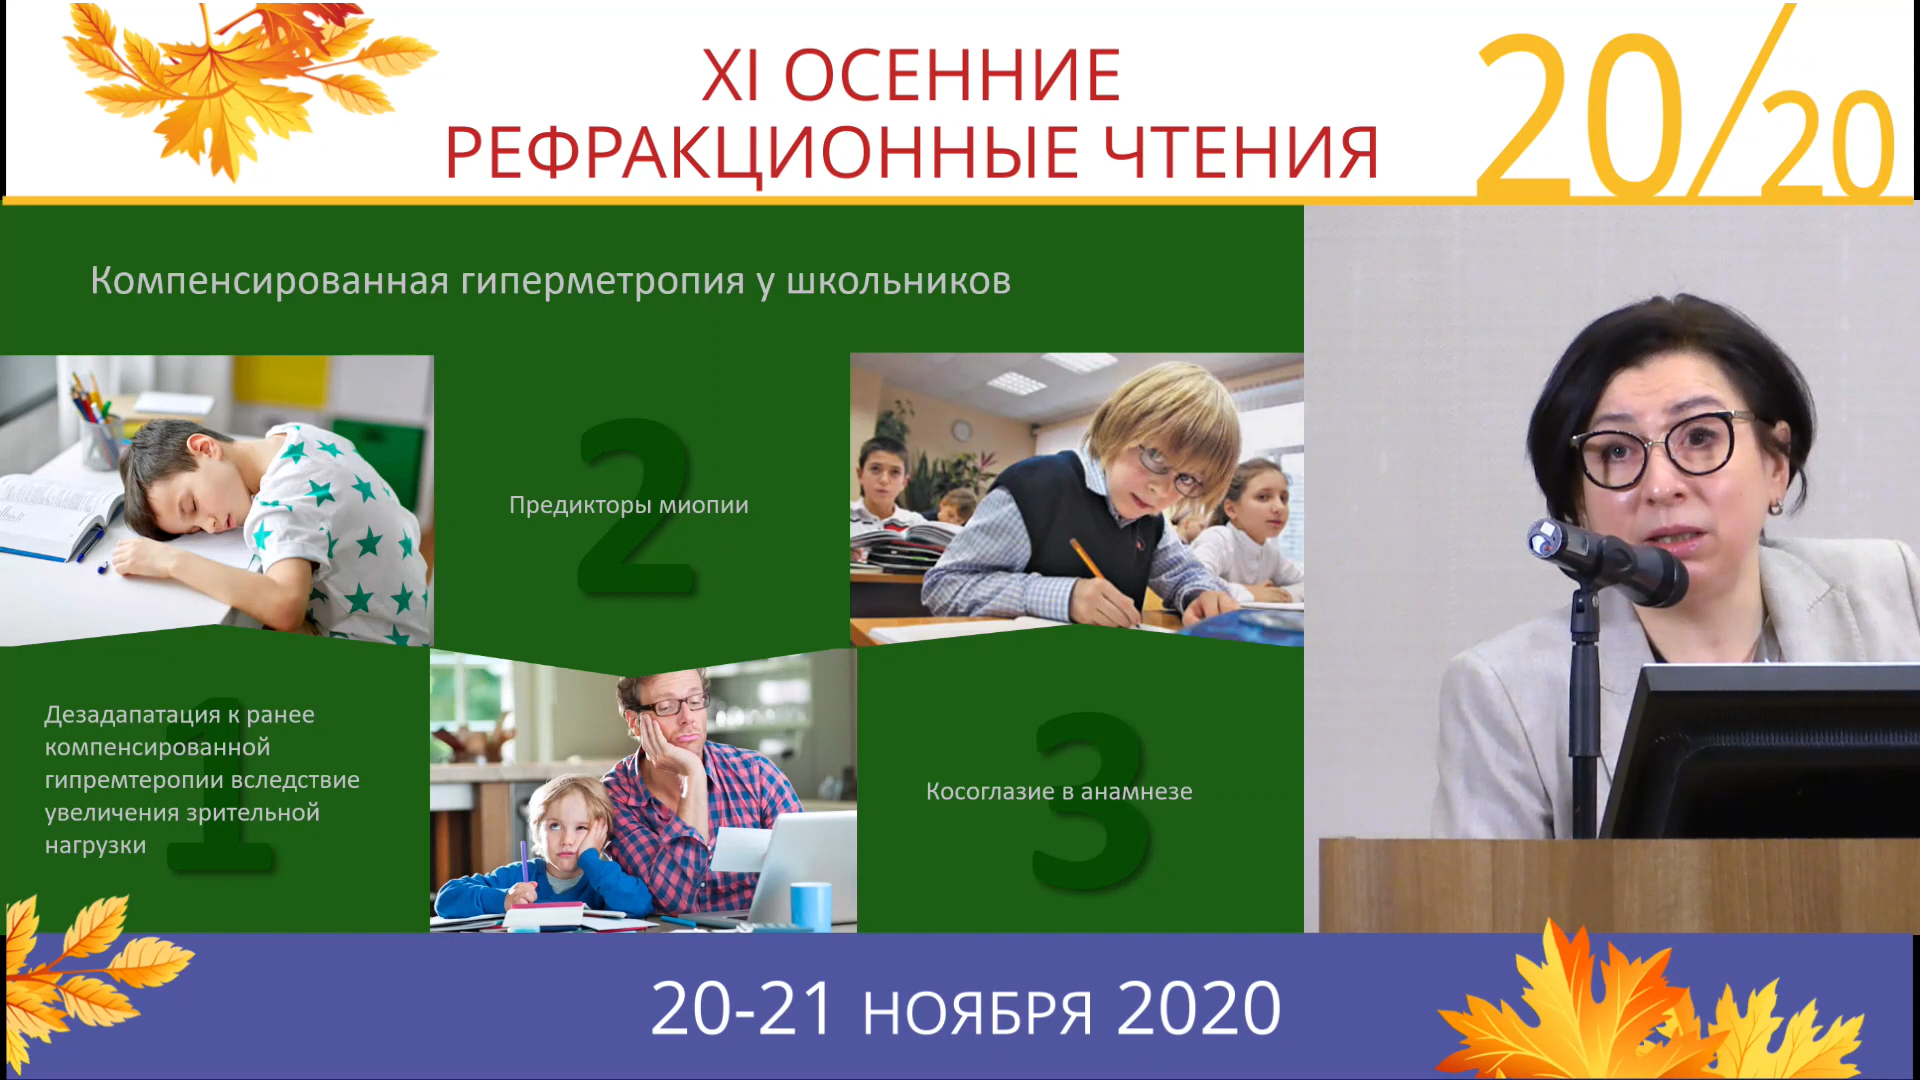 XI ОСЕННИЕ
РЕФРАКЦИОННЫЕ ЧТЕНИЯ
20/20
Компенсированная гиперметропия у школьников
2
Предикторы миопии
1
Дезадапатация к ранее
компенсированной
гипремтеропии вследствие
увеличения зрительной
нагрузки
3
Косоглазие в анамнезе
20-21 НОЯБРЯ 2020